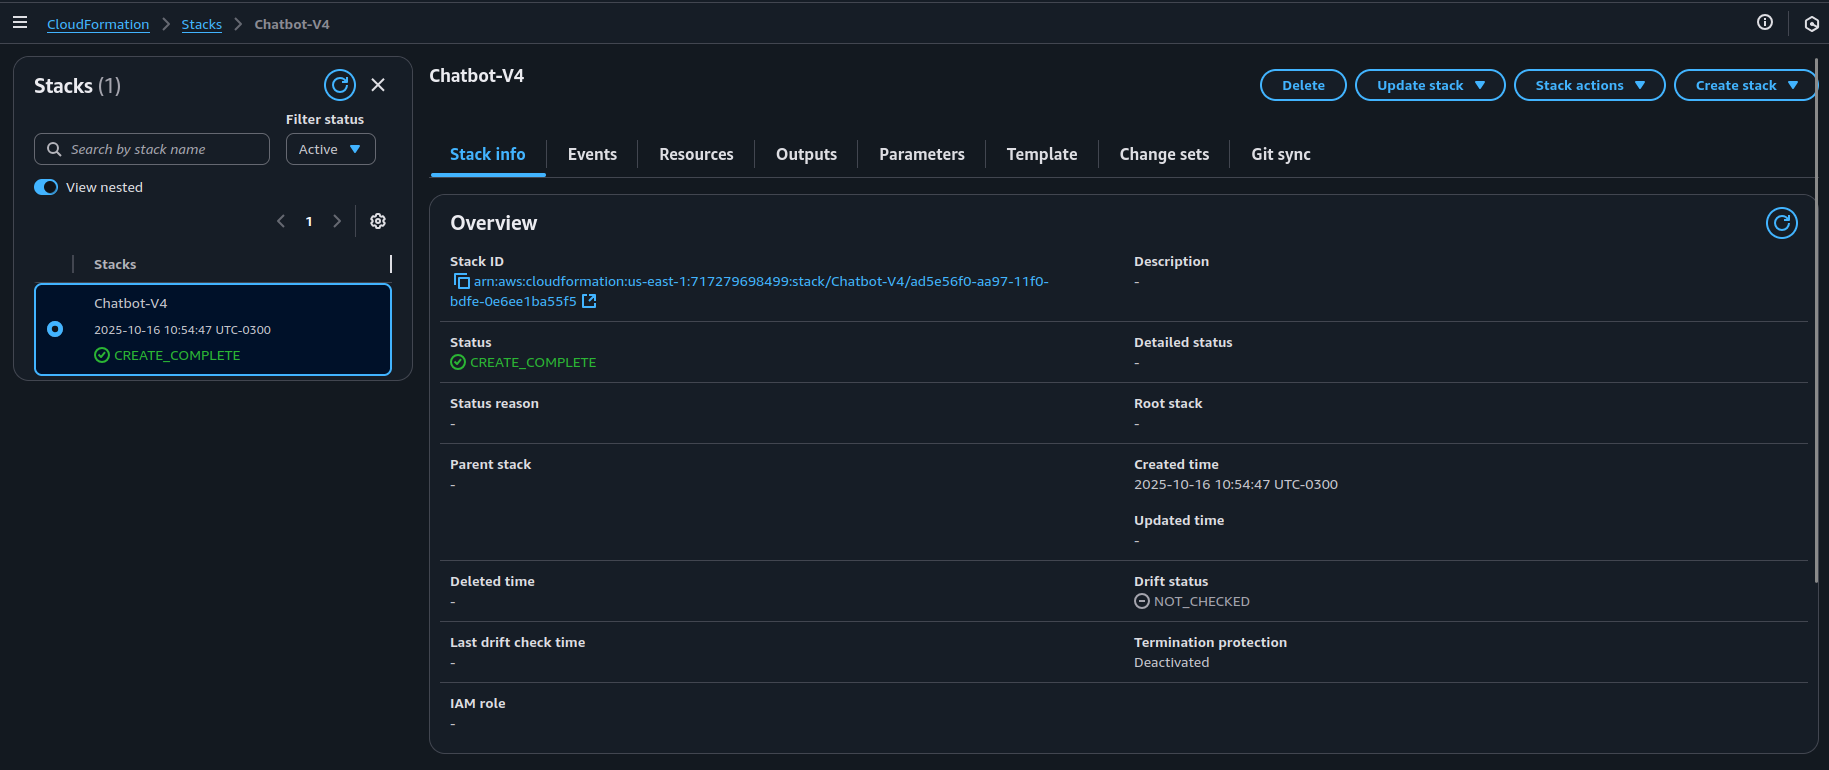 CloudFormation > Stacks > Chatbot-V4
Stacks (1)
Filter status
Search by stack name
Active
View nested
1
Stacks
Chatbot-V4
2025-10-16 10:54:47 UTC-0300
CREATE_COMPLETE
Chatbot-V4
Delete
Update stack
Stack actions
Create stack
Stack info
Events
Resources
Outputs
Parameters
Template
Change sets
Git sync
Overview
Stack ID
arn:aws:cloudformation:us-east-1:717279698499:stack/Chatbot-V4/ad5e56f0-aa97-11f0-
bdfe-0e6ee1ba55f5
Description
-
Status
CREATE_COMPLETE
Detailed status
-
Status reason
-
Root stack
-
Parent stack
-
Created time
2025-10-16 10:54:47 UTC-0300
Updated time
-
Deleted time
-
Drift status
NOT_CHECKED
Last drift check time
-
Termination protection
Deactivated
IAM role
-